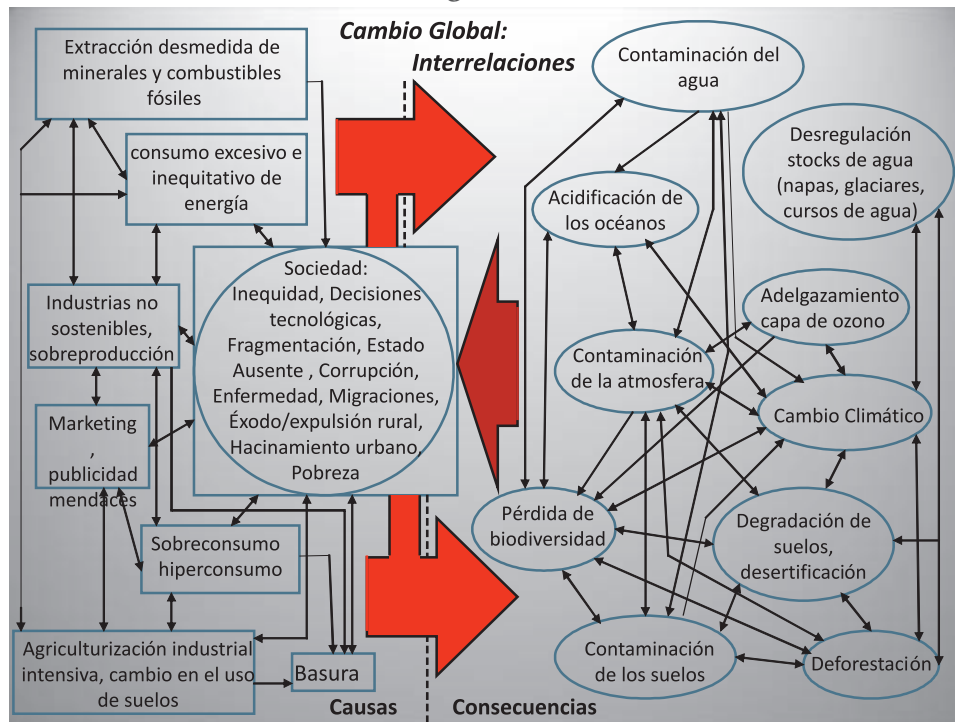 Cambio Global:
Interrelaciones
Extracción desmedida de
minerales y combustibles
fósiles
consumo excesivo e
inequitativo de
energía
Sociedad:
Inequidad, Decisiones
tecnológicas,
Fragmentación, Estado
Ausente , Corrupción,
Enfermedad, Migraciones,
Éxodo/expulsión rural,
Hacinamiento urbano,
Pobreza
Industrias no
sostenibles,
sobreproducción
Marketing
,
publicidad
mendaces
Sobreconsumo
hiperconsumo
Agriculturización industrial
intensiva, cambio en el uso
de suelos
Basura
Causas
Contaminación del
agua
Desregulación
stocks de agua
(napas, glaciares,
cursos de agua)
Acidificación de
los océanos
Adelgazamiento
capa de ozono
Contaminación
de la atmosfera
Cambio Climático
Pérdida de
biodiversidad
Degradación de
suelos,
desertificación
Contaminación
de los suelos
Deforestación
Consecuencias